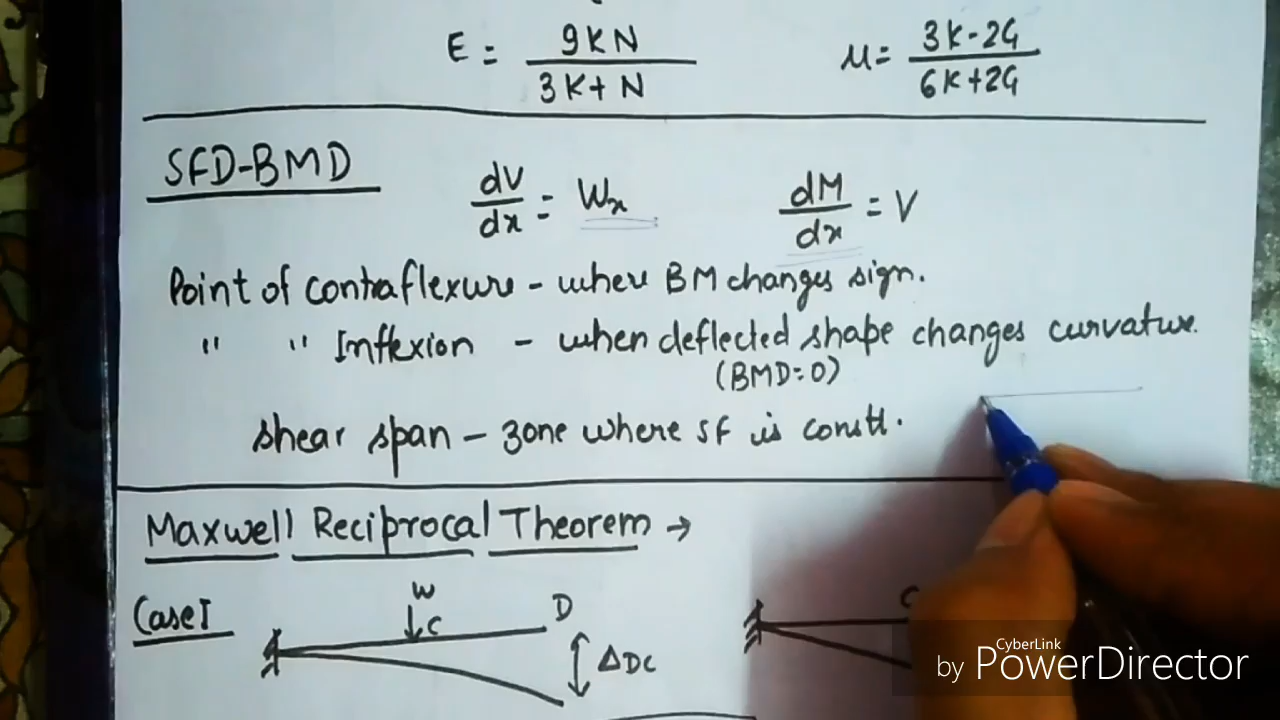 E = 9KN / 3K+N
μ = 3K-2G / 6K+2G
SFD-BMD
dV/dx = Wx
dM/dx = V
Point of contraflexure - where BM changes sign.
" " Inflexion - when deflected shape changes curvature.
(BMD=0)
shear span - zone where SF is constt.
Maxwell Reciprocal Theorem →
Case I
W
C
D
ΔDC
C
CyberLink
by PowerDirector